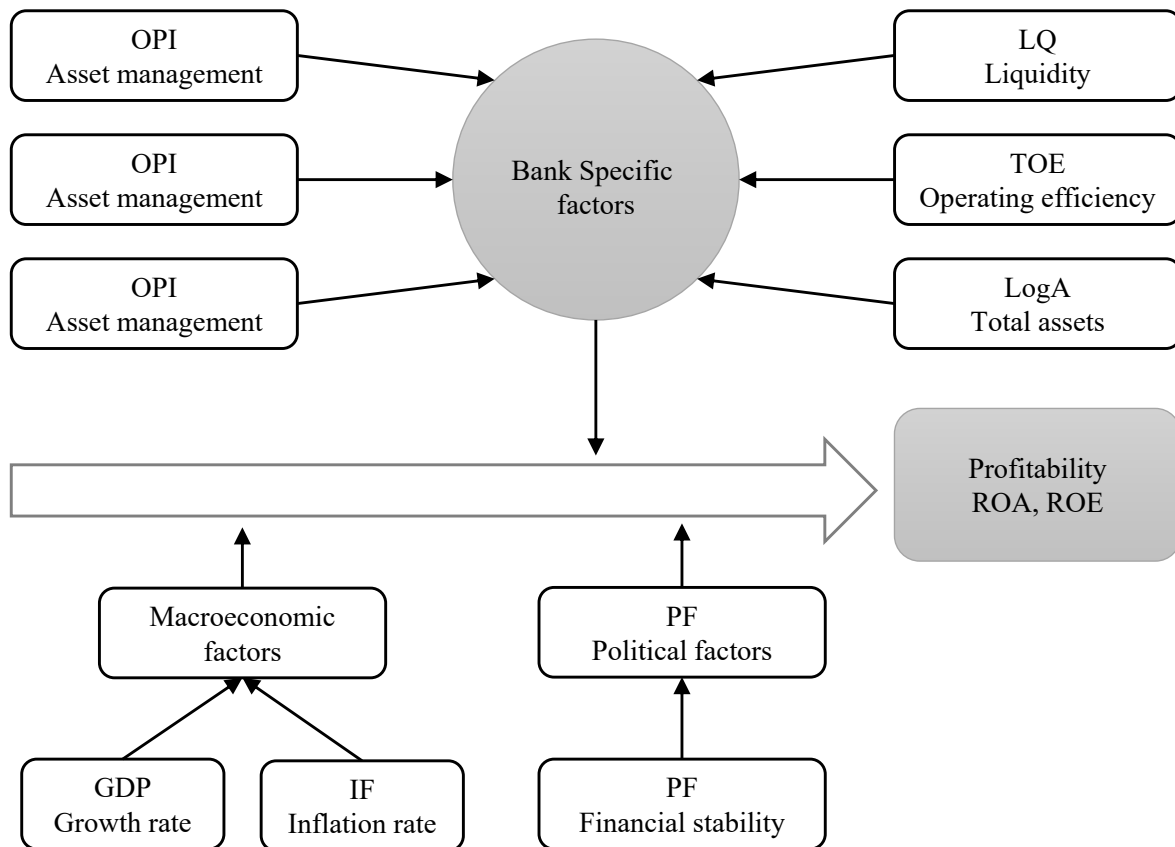 OPI
Asset management
LQ
Liquidity
OPI
Asset management
Bank Specific
factors
TOE
Operating efficiency
OPI
Asset management
LogA
Total assets
Profitability
ROA, ROE
Macroeconomic
factors
PF
Political factors
GDP
Growth rate
IF
Inflation rate
PF
Financial stability